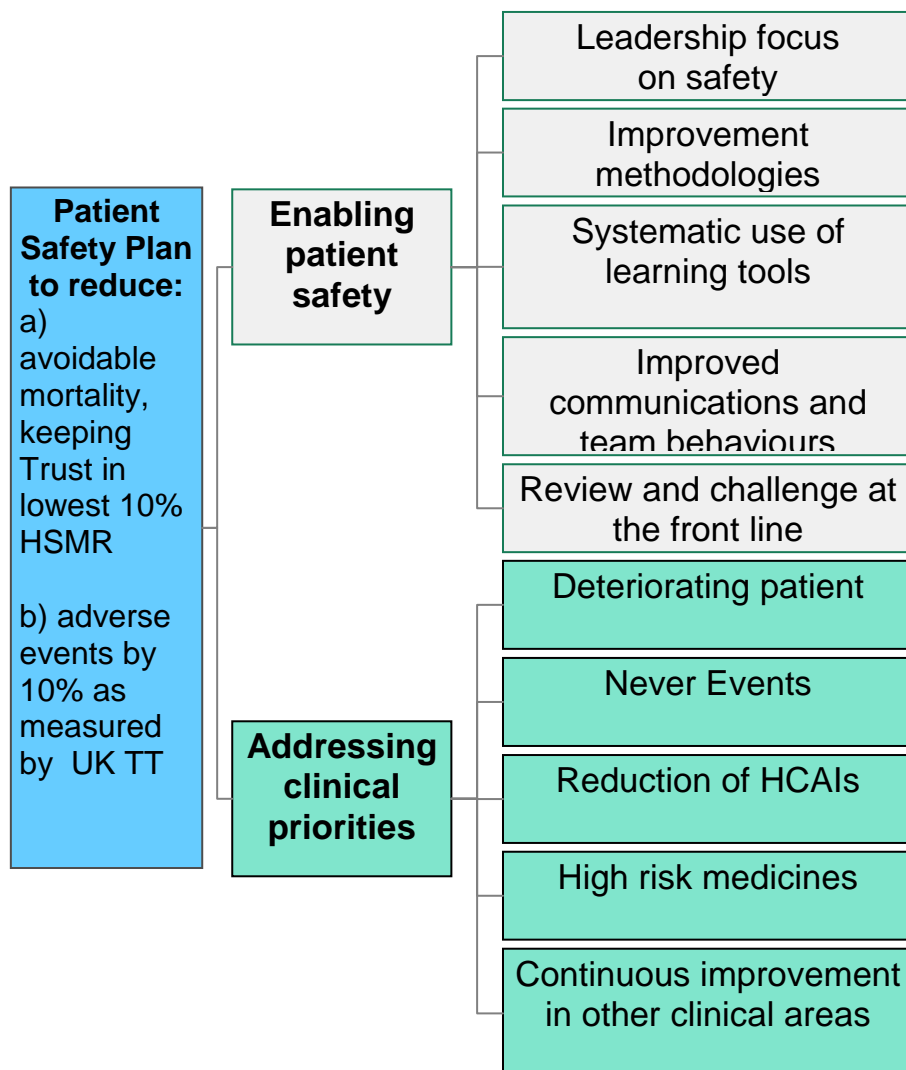 Patient
Safety Plan
to reduce:
a)
avoidable
mortality,
keeping
Trust in
lowest 10%
HSMR
b) adverse
events by
10% as
measured
by UK TT
Enabling
patient
safety
Leadership focus
on safety
Improvement
methodologies
Systematic use of
learning tools
Improved
communications and
team behaviours
Review and challenge at
the front line
Addressing
clinical
priorities
Deteriorating patient
Never Events
Reduction of HCAIs
High risk medicines
Continuous improvement
in other clinical areas